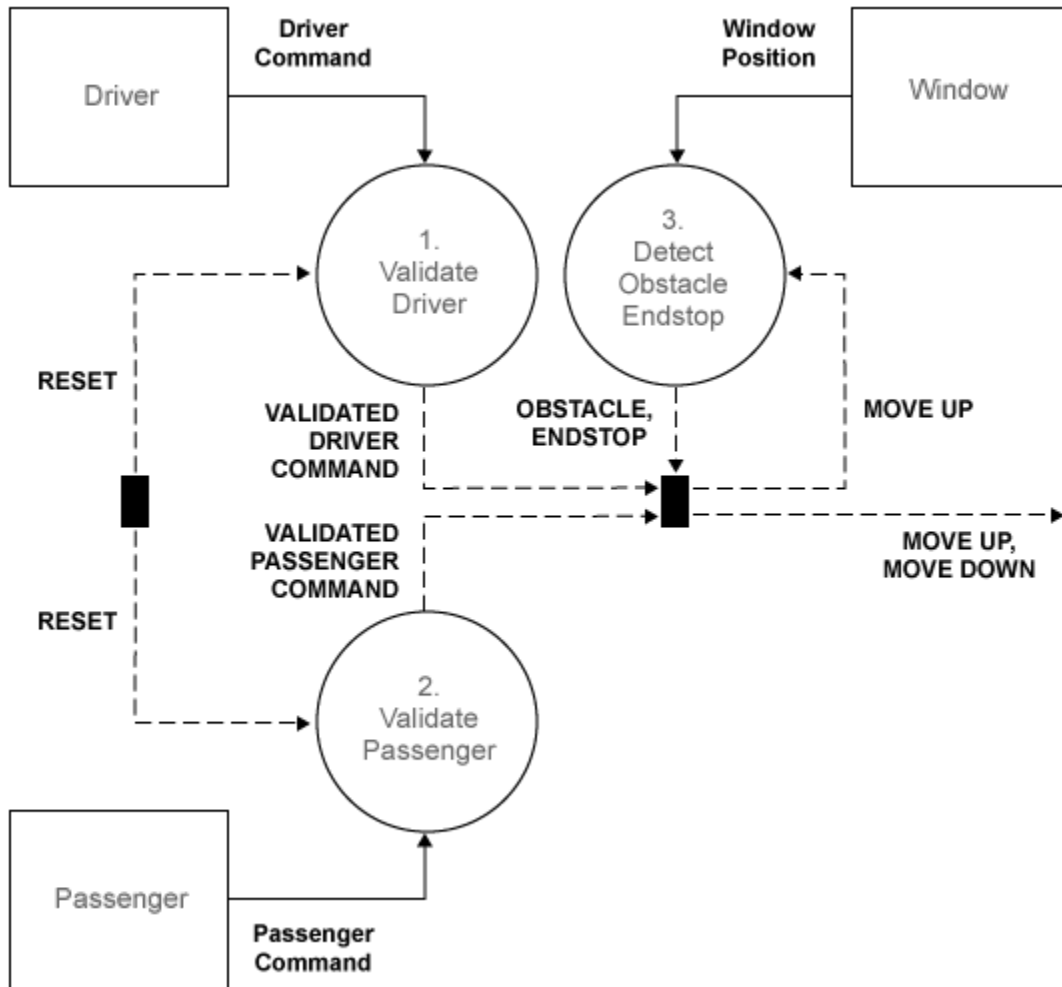 Driver
Driver
Command
Window
Position
Window
1.
Validate
Driver
3.
Detect
Obstacle
Endstop
RESET
VALIDATED
DRIVER
COMMAND
OBSTACLE,
ENDSTOP
MOVE UP
VALIDATED
PASSENGER
COMMAND
MOVE UP,
MOVE DOWN
RESET
2.
Validate
Passenger
Passenger
Passenger
Command